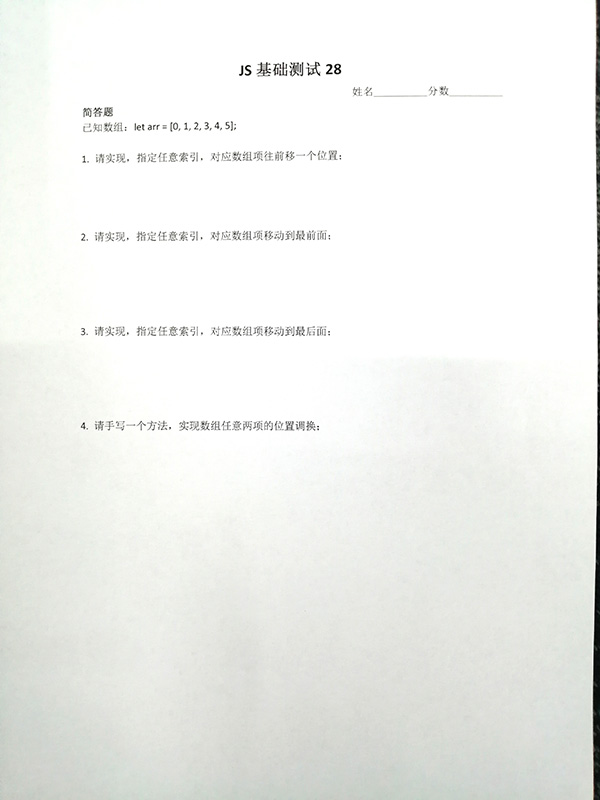 JS 基础测试 28
姓名__________分数__________
简答题
已知数组：let arr = [0, 1, 2, 3, 4, 5];
1. 请实现，指定任意索引，对应数组项往前移一个位置；
2. 请实现，指定任意索引，对应数组项移动到最前面；
3. 请实现，指定任意索引，对应数组项移动到最后面；
4. 请手写一个方法，实现数组任意两项的位置调换；